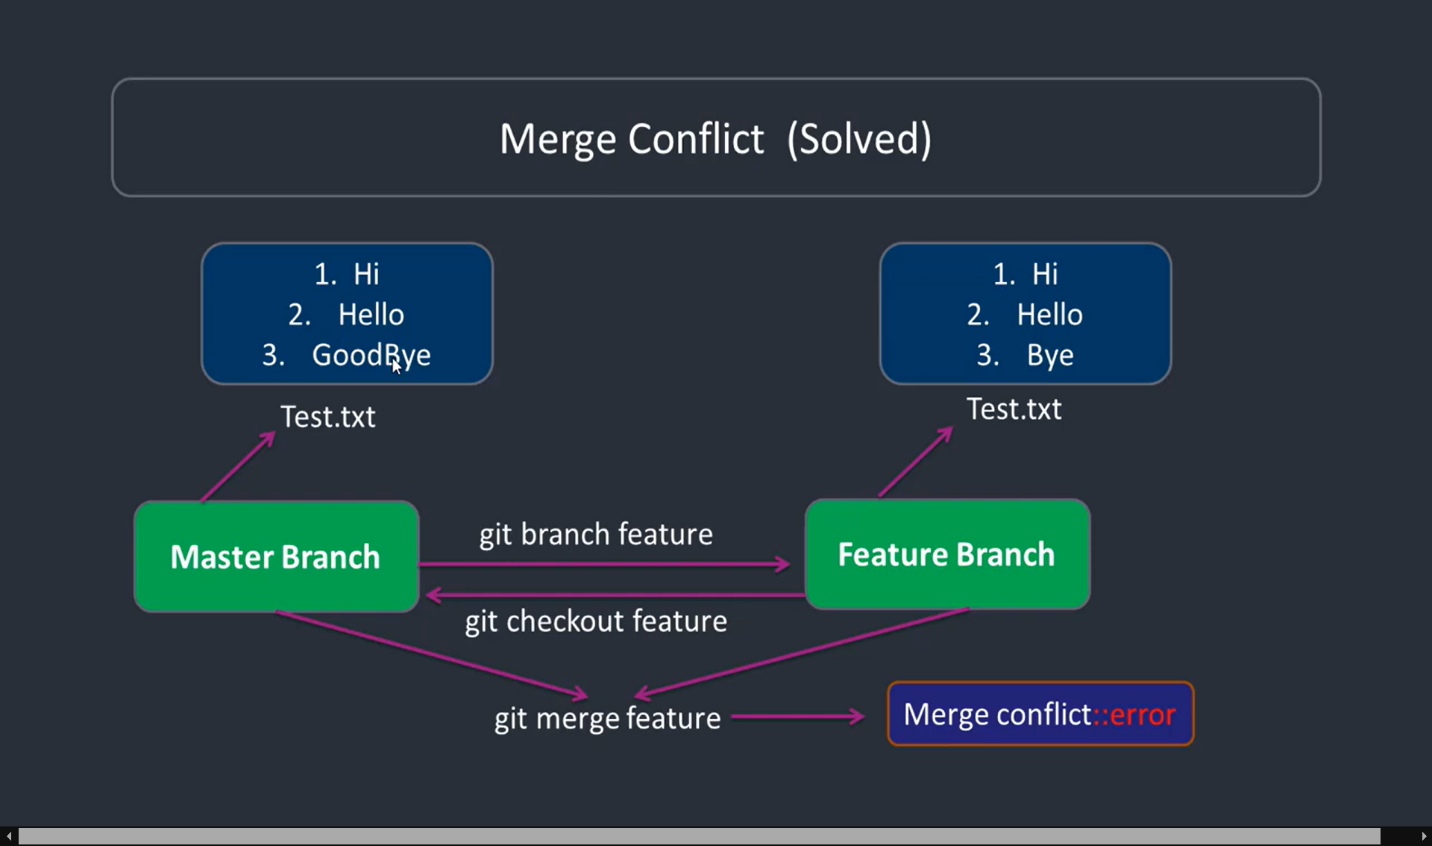 Merge Conflict (Solved)
1. Hi
2. Hello
3. GoodBye
Test.txt
1. Hi
2. Hello
3. Bye
Test.txt
Master Branch
git branch feature
git checkout feature
Feature Branch
git merge feature
Merge conflict::error